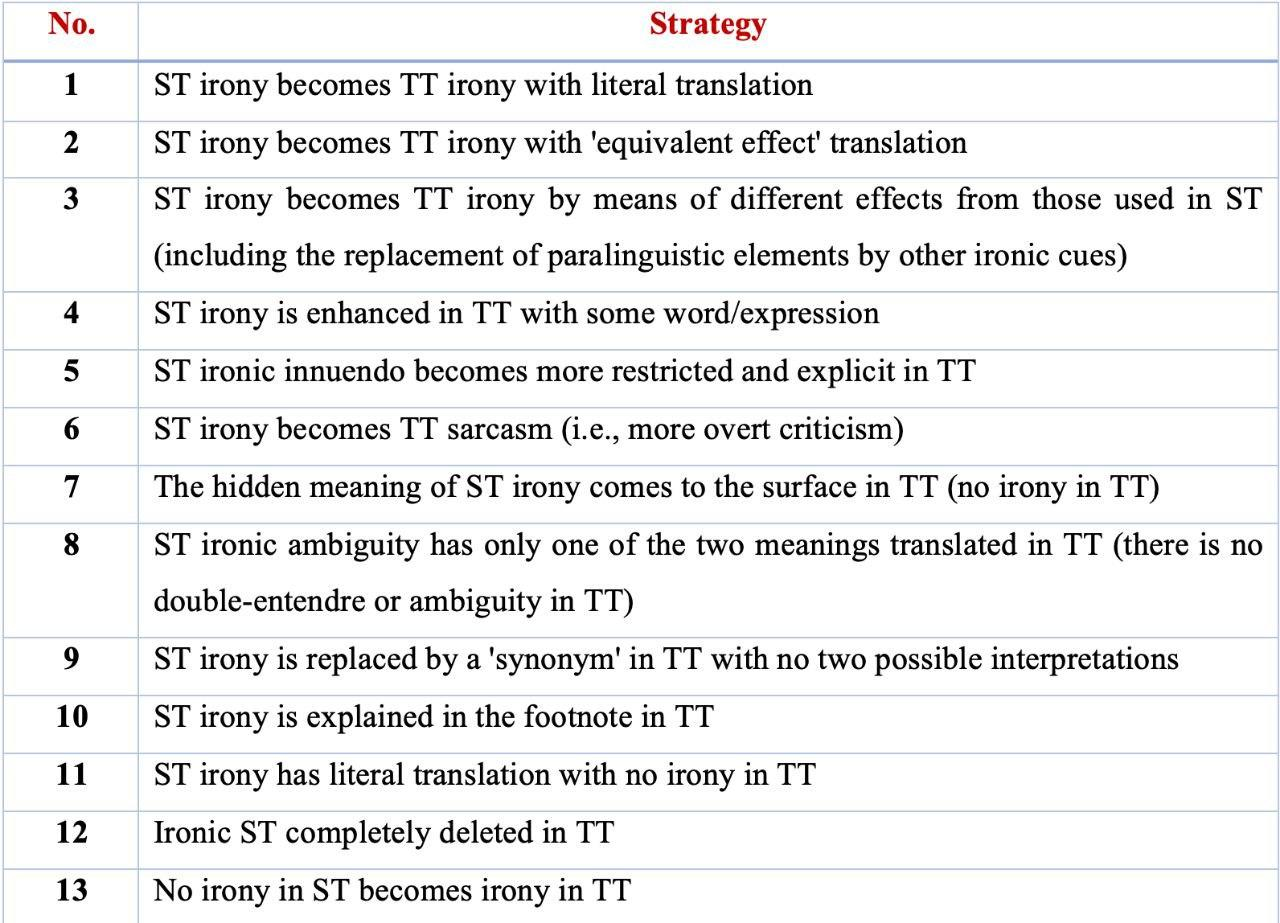 No. Strategy
1 ST irony becomes TT irony with literal translation
2 ST irony becomes TT irony with 'equivalent effect' translation
3 ST irony becomes TT irony by means of different effects from those used in ST
(including the replacement of paralinguistic elements by other ironic cues)
4 ST irony is enhanced in TT with some word/expression
5 ST ironic innuendo becomes more restricted and explicit in TT
6 ST irony becomes TT sarcasm (i.e., more overt criticism)
7 The hidden meaning of ST irony comes to the surface in TT (no irony in TT)
8 ST ironic ambiguity has only one of the two meanings translated in TT (there is no
double-entendre or ambiguity in TT)
9 ST irony is replaced by a 'synonym' in TT with no two possible interpretations
10 ST irony is explained in the footnote in TT
11 ST irony has literal translation with no irony in TT
12 Ironic ST completely deleted in TT
13 No irony in ST becomes irony in TT